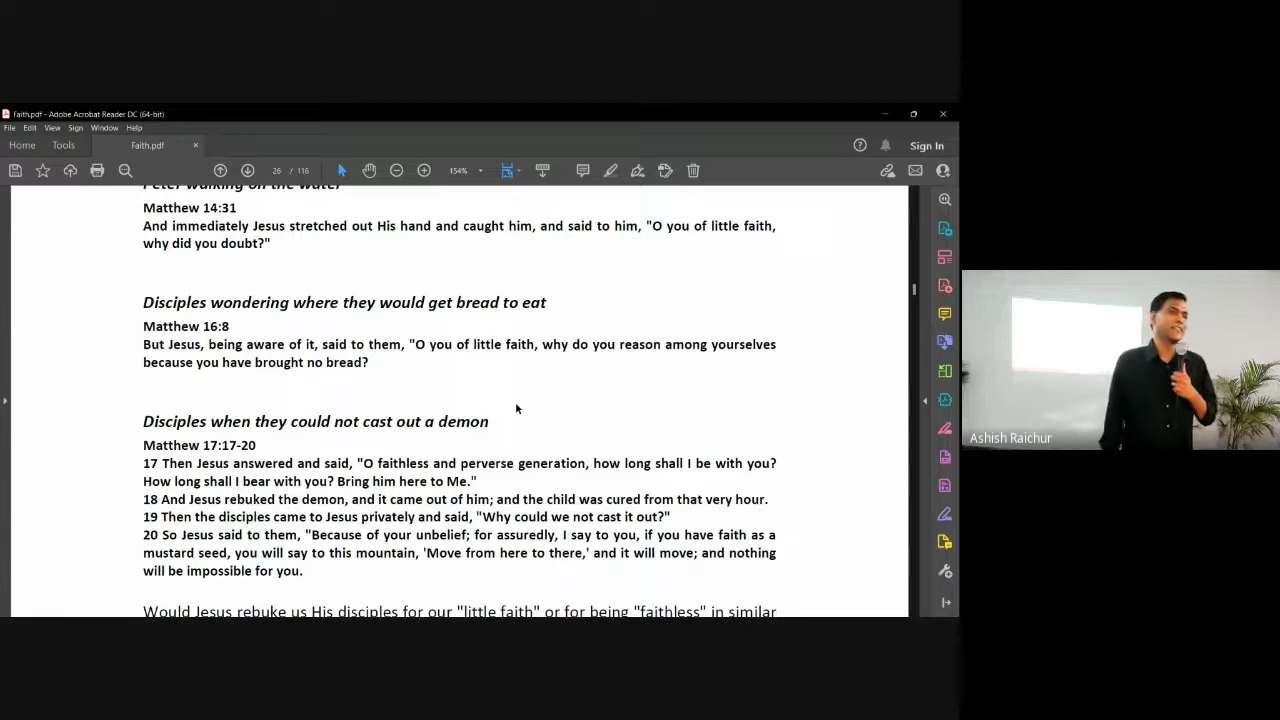 Faith.pdf - Adobe Acrobat Reader DC (64-bit)
File Edit View Sign Window Help
Home Tools Faith.pdf × Sign In
26 / 116 154%
Peter walking on the water
Matthew 14:31
And immediately Jesus stretched out His hand and caught him, and said to him, "O you of little faith,
why did you doubt?"
Disciples wondering where they would get bread to eat
Matthew 16:8
But Jesus, being aware of it, said to them, "O you of little faith, why do you reason among yourselves
because you have brought no bread?
Disciples when they could not cast out a demon
Matthew 17:17-20
17 Then Jesus answered and said, "O faithless and perverse generation, how long shall I be with you?
How long shall I bear with you? Bring him here to Me."
18 And Jesus rebuked the demon, and it came out of him; and the child was cured from that very hour.
19 Then the disciples came to Jesus privately and said, "Why could we not cast it out?"
20 So Jesus said to them, "Because of your unbelief; for assuredly, I say to you, if you have faith as a
mustard seed, you will say to this mountain, 'Move from here to there,' and it will move; and nothing
will be impossible for you.
Would Jesus rebuke us His disciples for our "little faith" or for being "faithless" in similar
Ashish Raichur